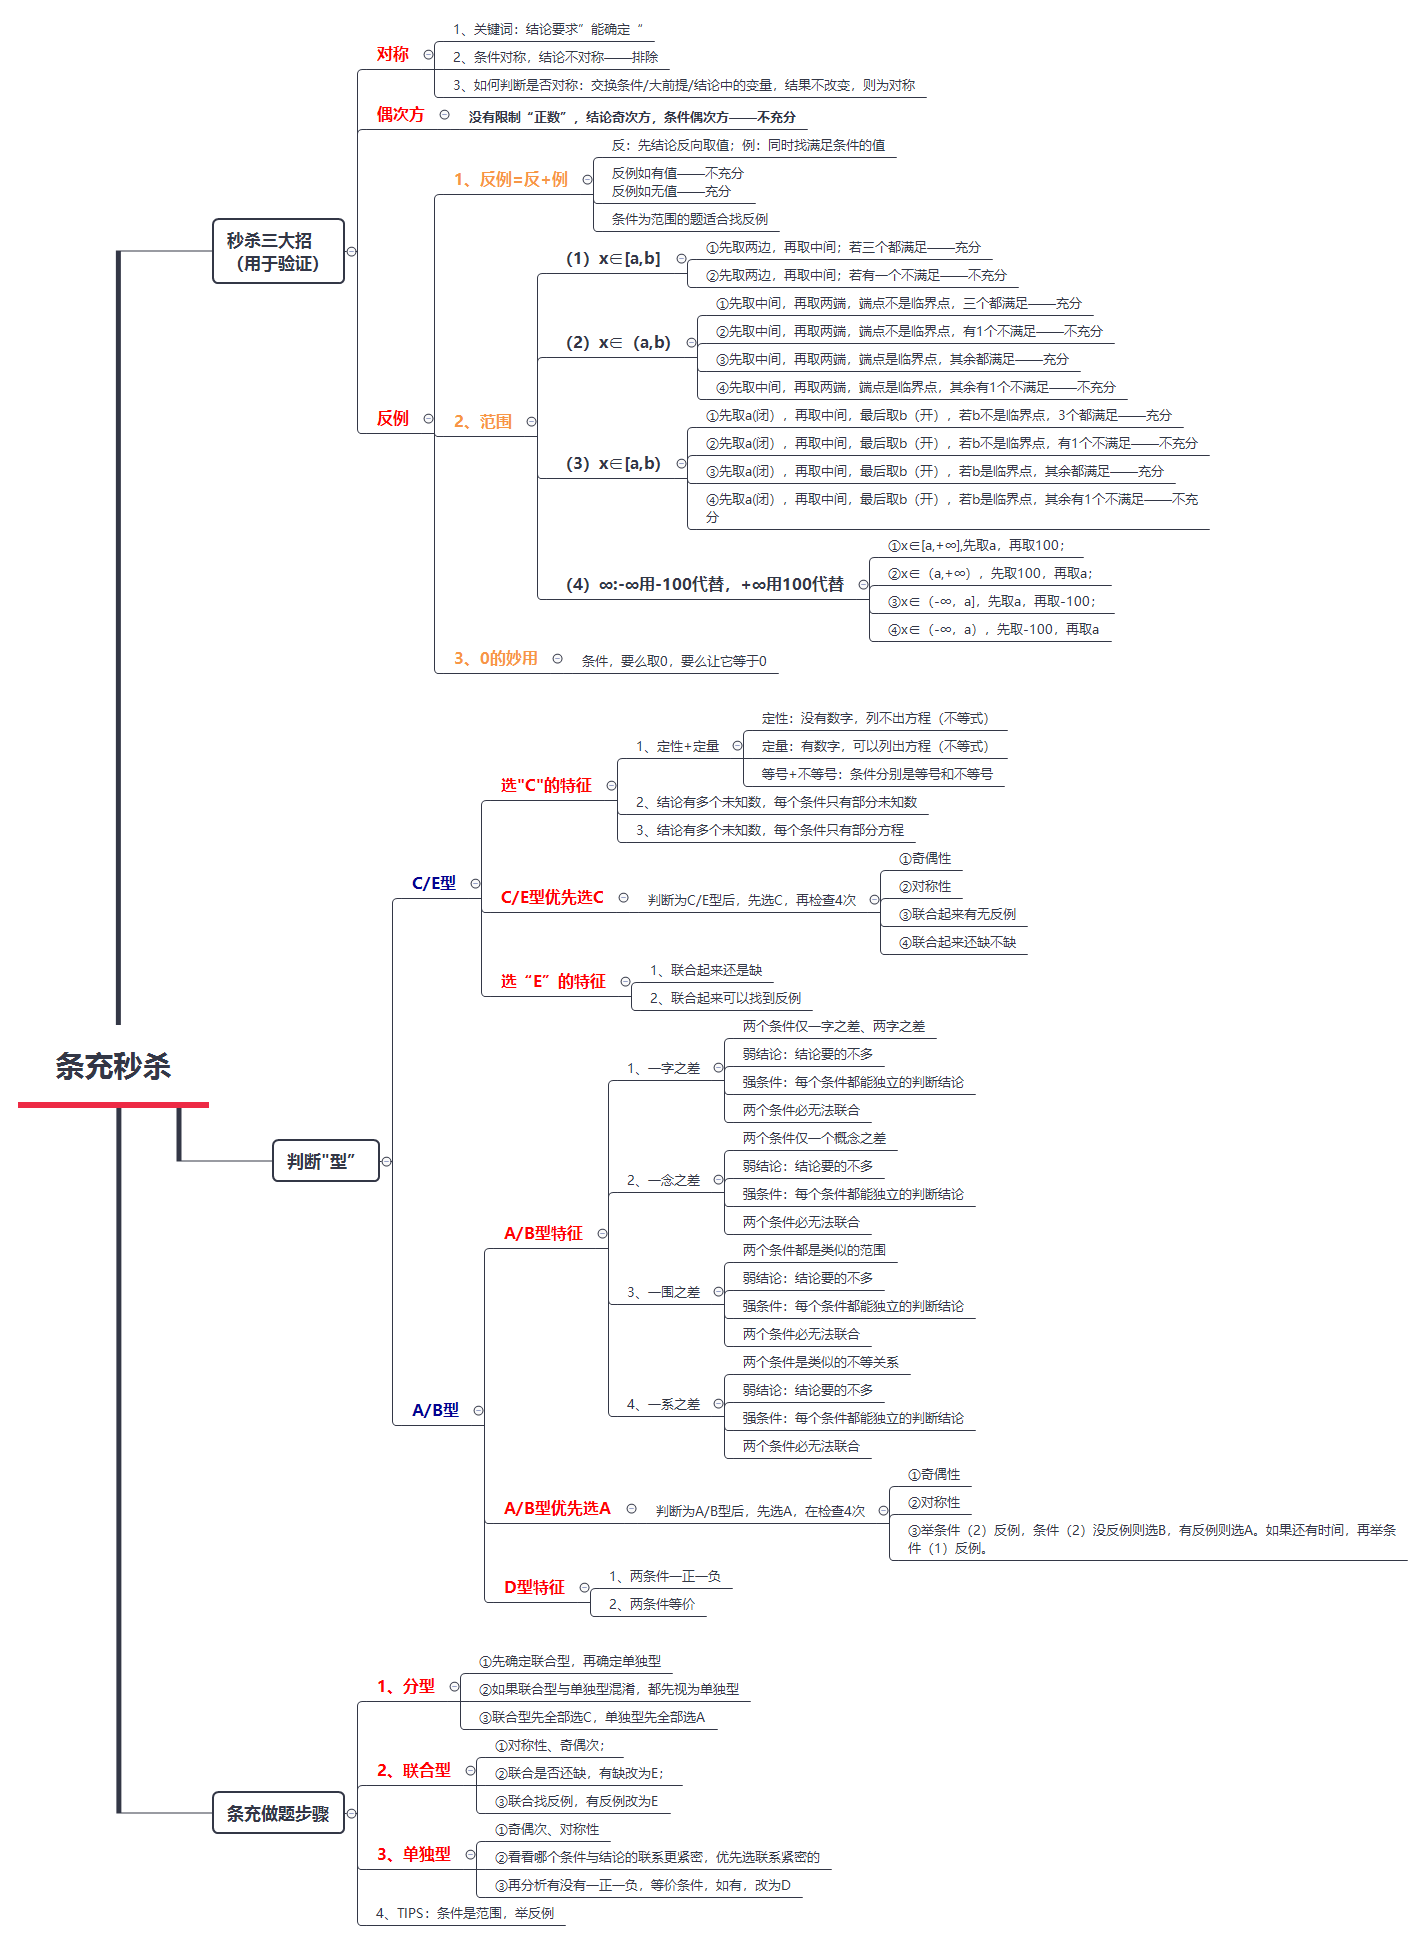 条充秒杀
秒杀三大招
（用于验证）
对称
1、关键词：结论要求”能确定“
2、条件对称，结论不对称——排除
3、如何判断是否对称：交换条件/大前提/结论中的变量，结果不改变，则为对称
偶次方
没有限制“正数”，结论奇次方，条件偶次方——不充分
反例
1、反例=反+例
反：先结论反向取值；例：同时找满足条件的值
反例如有值——不充分
反例如无值——充分
条件为范围的题适合找反例
2、范围
（1）x∈[a,b]
①先取两边，再取中间；若三个都满足——充分
②先取两边，再取中间；若有一个不满足——不充分
（2）x∈（a,b）
①先取中间，再取两端，端点不是临界点，三个都满足——充分
②先取中间，再取两端，端点不是临界点，有1个不满足——不充分
③先取中间，再取两端，端点是临界点，其余都满足——充分
④先取中间，再取两端，端点是临界点，其余有1个不满足——不充分
（3）x∈[a,b）
①先取a(闭），再取中间，最后取b（开），若b不是临界点，3个都满足——充分
②先取a(闭），再取中间，最后取b（开），若b不是临界点，有1个不满足——不充分
③先取a(闭），再取中间，最后取b（开），若b是临界点，其余都满足——充分
④先取a(闭），再取中间，最后取b（开），若b是临界点，其余有1个不满足——不充
分
（4）∞:-∞用-100代替，+∞用100代替
①x∈[a,+∞],先取a，再取100；
②x∈（a,+∞），先取100，再取a；
③x∈（-∞，a]，先取a，再取-100；
④x∈（-∞，a），先取-100，再取a
3、0的妙用
条件，要么取0，要么让它等于0
判断"型”
C/E型
选"C"的特征
1、定性+定量
定性：没有数字，列不出方程（不等式）
定量：有数字，可以列出方程（不等式）
等号+不等号：条件分别是等号和不等号
2、结论有多个未知数，每个条件只有部分未知数
3、结论有多个未知数，每个条件只有部分方程
C/E型优先选C
判断为C/E型后，先选C，再检查4次
①奇偶性
②对称性
③联合起来有无反例
④联合起来还缺不缺
选“E”的特征
1、联合起来还是缺
2、联合起来可以找到反例
A/B型
A/B型特征
1、一字之差
两个条件仅一字之差、两字之差
弱结论：结论要的不多
强条件：每个条件都能独立的判断结论
两个条件必无法联合
2、一念之差
两个条件仅一个概念之差
弱结论：结论要的不多
强条件：每个条件都能独立的判断结论
两个条件必无法联合
3、一围之差
两个条件都是类似的范围
弱结论：结论要的不多
强条件：每个条件都能独立的判断结论
两个条件必无法联合
4、一系之差
两个条件是类似的不等关系
弱结论：结论要的不多
强条件：每个条件都能独立的判断结论
两个条件必无法联合
A/B型优先选A
判断为A/B型后，先选A，在检查4次
①奇偶性
②对称性
③举条件（2）反例，条件（2）没反例则选B，有反例则选A。如果还有时间，再举条
件（1）反例。
D型特征
1、两条件一正一负
2、两条件等价
条充做题步骤
1、分型
①先确定联合型，再确定单独型
②如果联合型与单独型混淆，都先视为单独型
③联合型先全部选C，单独型先全部选A
2、联合型
①对称性、奇偶次；
②联合是否还缺，有缺改为E；
③联合找反例，有反例改为E
3、单独型
①奇偶次、对称性
②看看哪个条件与结论的联系更紧密，优先选联系紧密的
③再分析有没有一正一负，等价条件，如有，改为D
4、TIPS：条件是范围，举反例